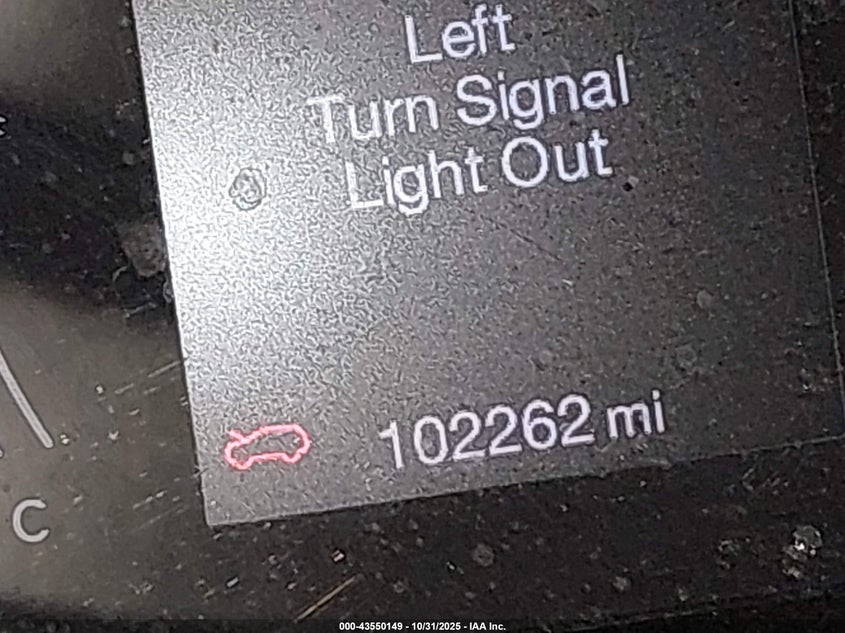 Left
Turn Signal
Light Out
102262 mi
C
000-43550149 - 10/31/2025 - IAA Inc.